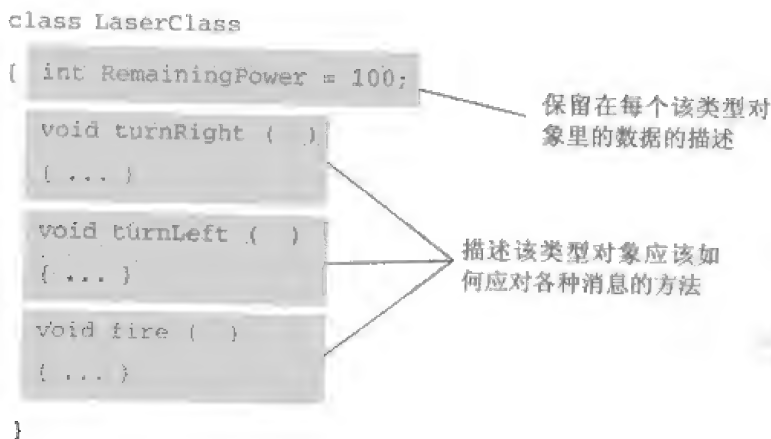 class LaserClass
{ int RemainingPower = 100;
保留在每个该类型对
象里的数据的描述
void turnRight ( )
{ ... }
void turnLeft ( )
{ ... }
描述该类型对象应该如
何应对各种消息的方法
void fire ( )
{ ... }
}